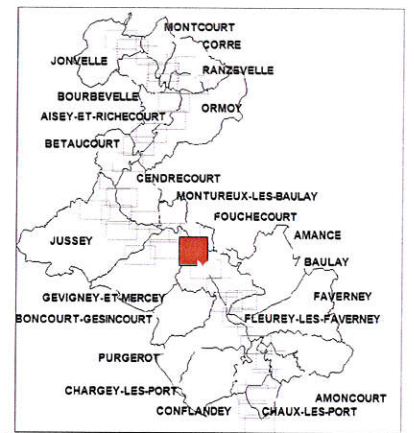 MONTCOURT
CORRE
JONVELLE
RANZEVELLE
BOURBEVELLE
ORMOY
AISEY-ET-RICHECOURT
BETAUCOURT
CENDRECOURT
MONTUREUX-LES-BAULAY
FOUCHECOURT
AMANCE
JUSSEY
BAULAY
GEVIGNEY-ET-MERCEY
FAVERNEY
BONCOURT-GESINCOURT
FLEUREY-LES-FAVERNEY
PURGEROT
CHARGEY-LES-PORT
AMONCOURT
CONFLANDEY
CHAUX-LES-PORT